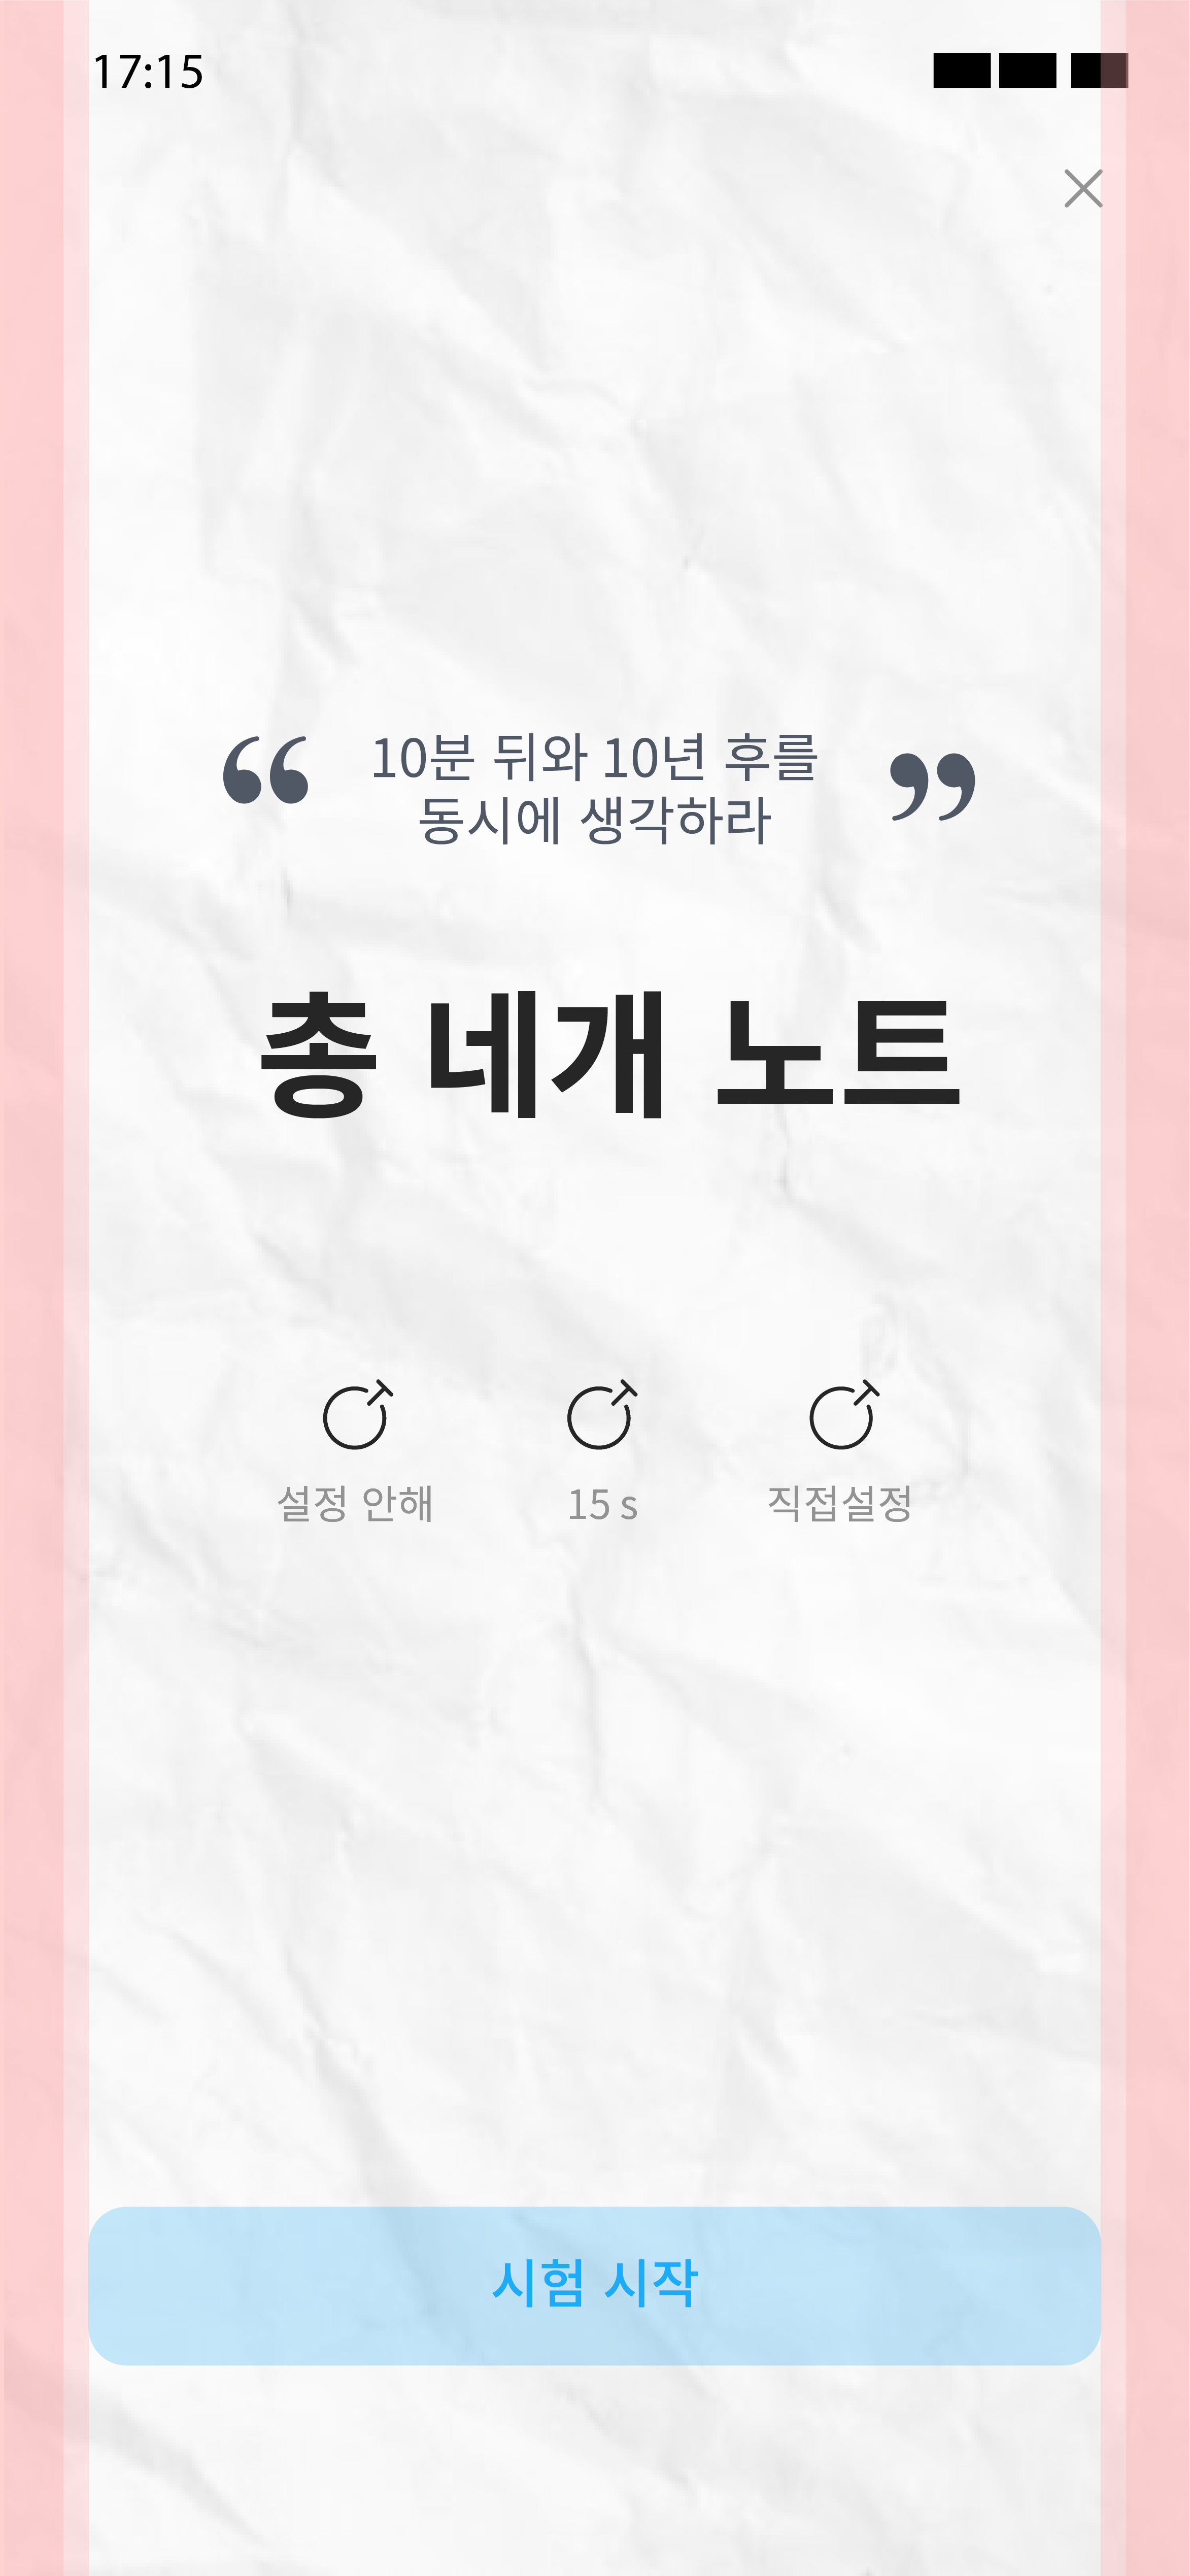 17:15
“ 10분 뒤와 10년 후를 ”
동시에 생각하라
총 네개 노트
설정 안해
15 s
직접설정
시험 시작